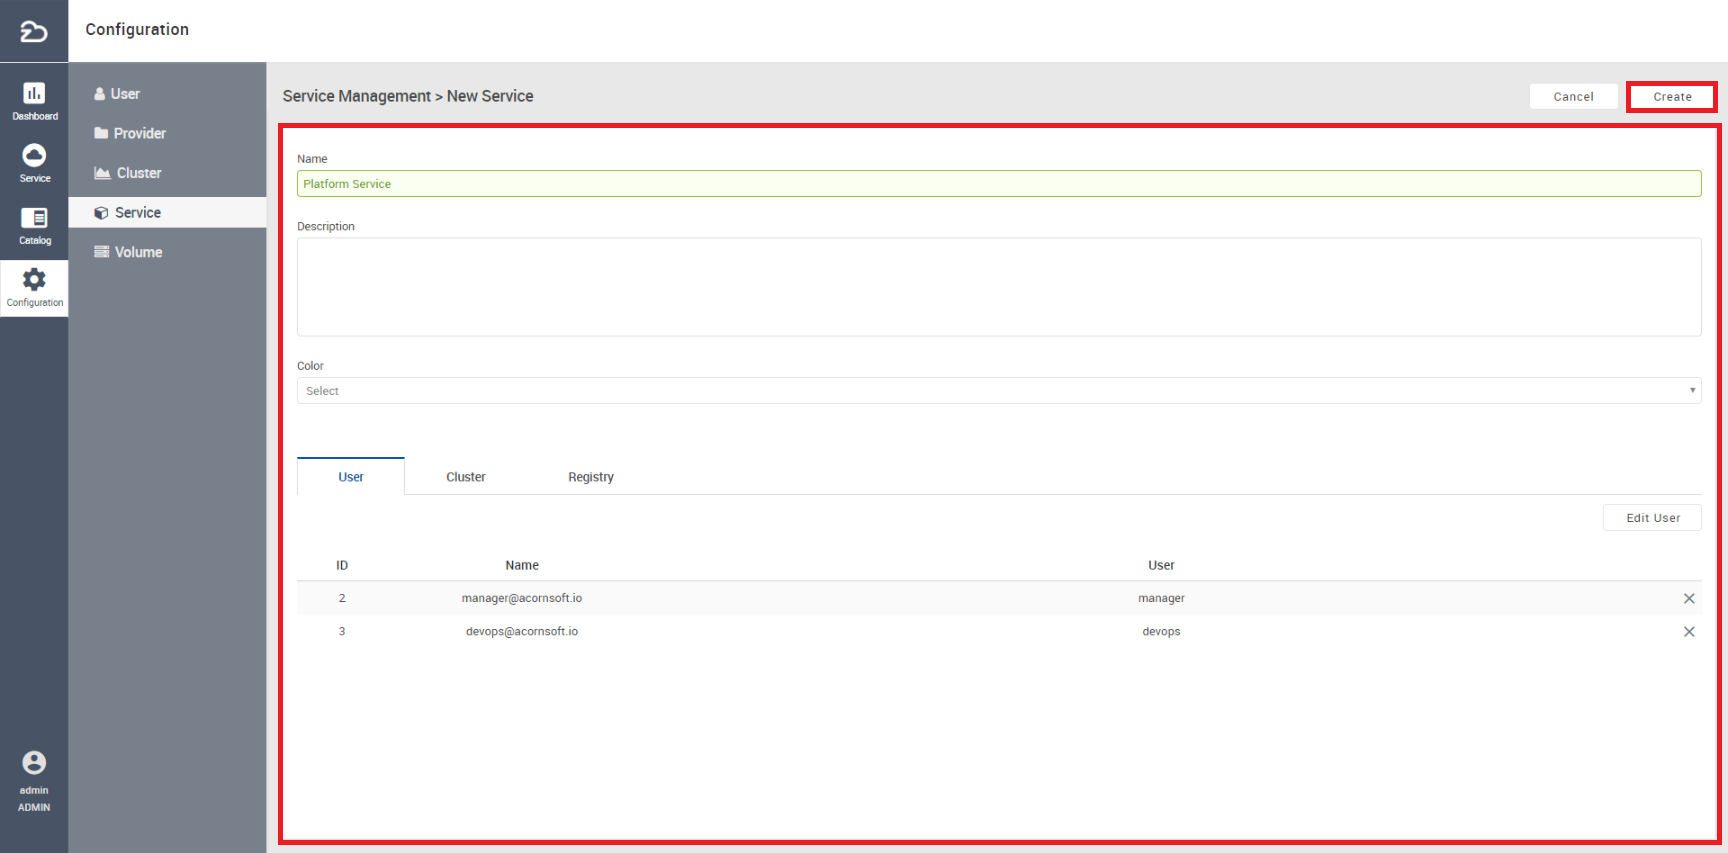 Configuration
Dashboard
Service
Catalog
Configuration
admin
ADMIN
User
Provider
Cluster
Service
Volume
Service Management > New Service
Cancel
Create
Name
Platform Service
Description
Color
Select
User Cluster Registry
Edit User
ID Name User
2 manager@acornsoft.io manager
3 devops@acornsoft.io devops